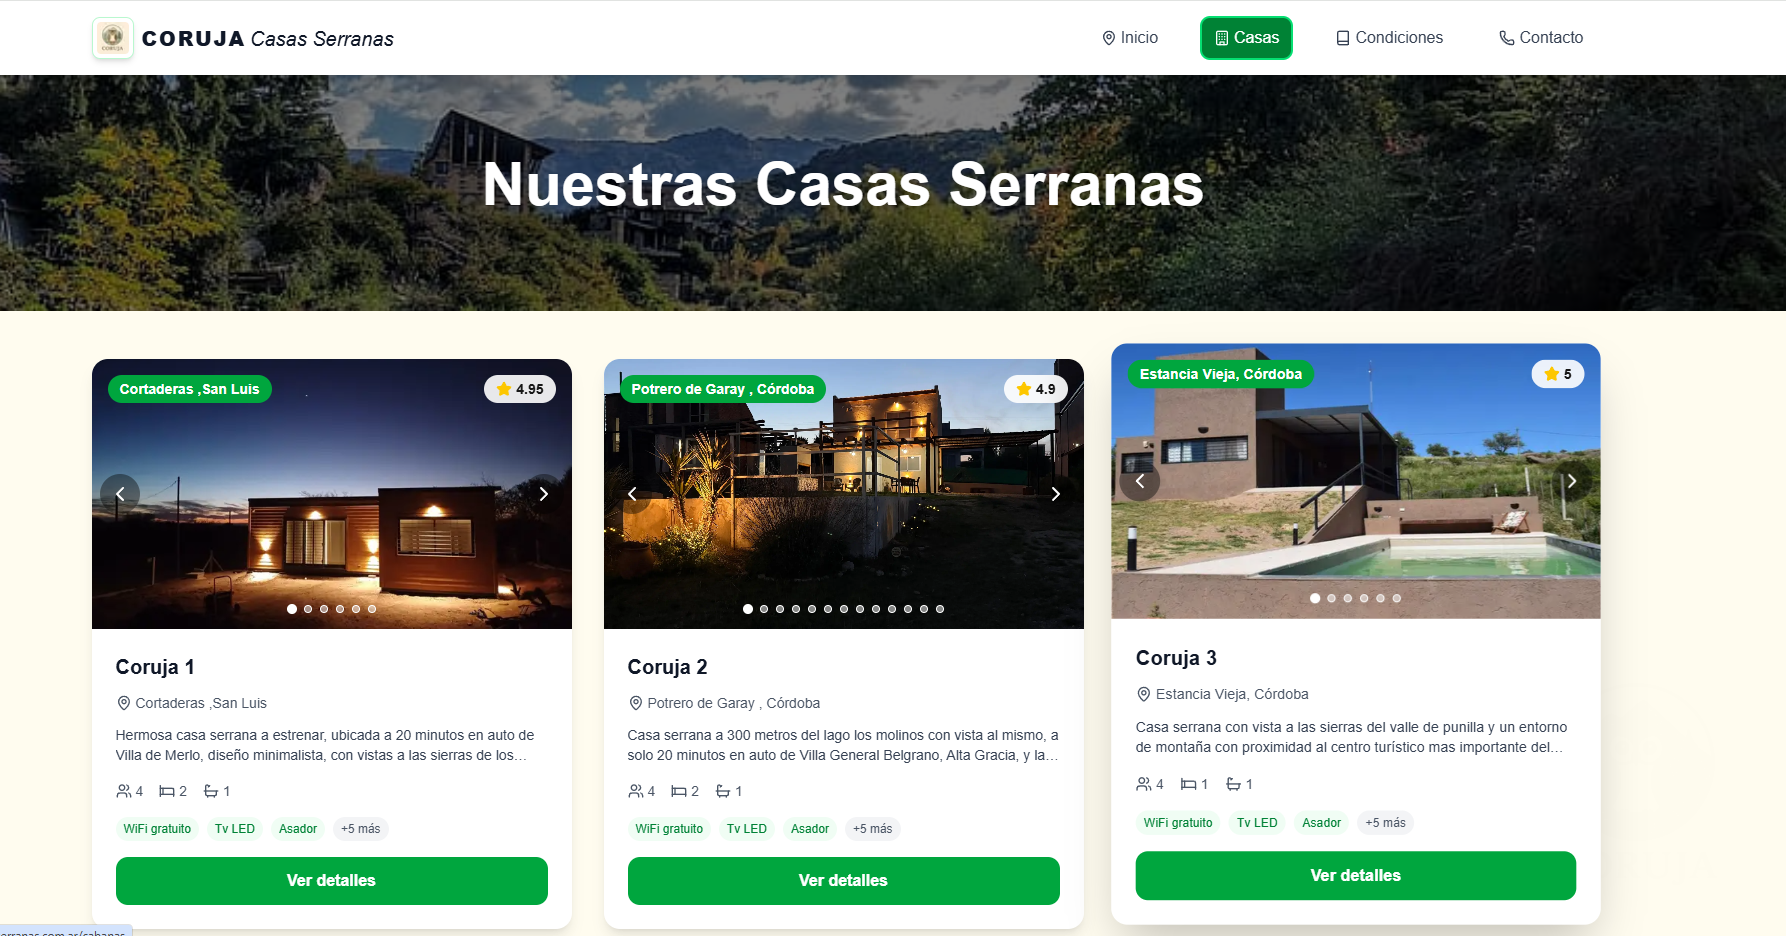 CORUJA Casas Serranas
Inicio
Casas
Condiciones
Contacto
Nuestras Casas Serranas
Cortaderas ,San Luis
4.95
Coruja 1
Cortaderas ,San Luis
Hermosa casa serrana a estrenar, ubicada a 20 minutos en auto de
Villa de Merlo, diseño minimalista, con vistas a las sierras de los...
4 2 1
WiFi gratuito Tv LED Asador +5 más
Ver detalles
Potrero de Garay , Córdoba
4.9
Coruja 2
Potrero de Garay , Córdoba
Casa serrana a 300 metros del lago los molinos con vista al mismo, a
solo 20 minutos en auto de Villa General Belgrano, Alta Gracia, y la...
4 2 1
WiFi gratuito Tv LED Asador +5 más
Ver detalles
Estancia Vieja, Córdoba
5
Coruja 3
Estancia Vieja, Córdoba
Casa serrana con vista a las sierras del valle de punilla y un entorno
de montaña con proximidad al centro turístico mas importante del...
4 1 1
WiFi gratuito Tv LED Asador +5 más
Ver detalles